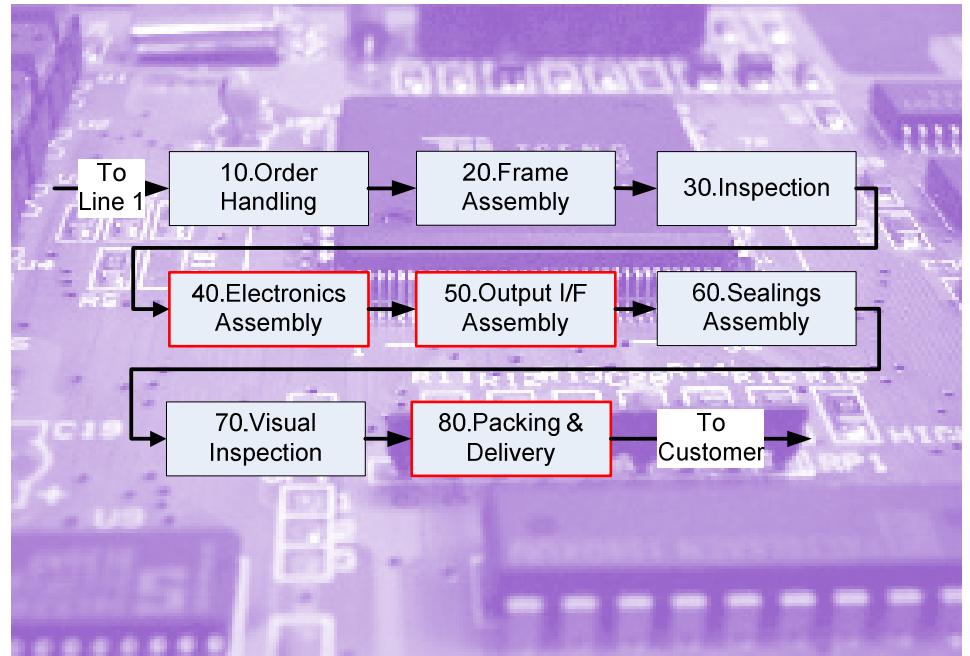 To
Line 1
10.Order
Handling
20.Frame
Assembly
30.Inspection
40.Electronics
Assembly
50.Output I/F
Assembly
60.Sealings
Assembly
70.Visual
Inspection
80.Packing &
Delivery
To
Customer
C19